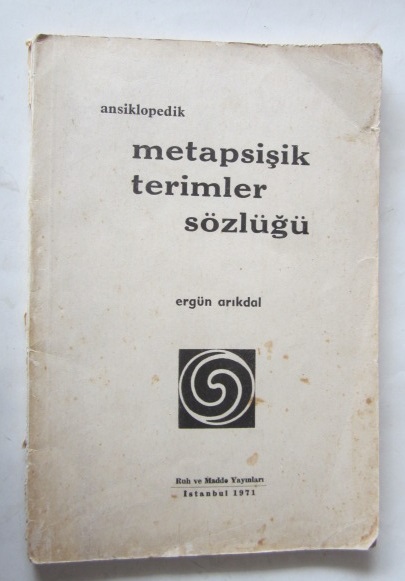 ansiklopedik
metapsişik
terimler
sözlüğü
ergün arıkdal
Ruh ve Madde Yayınları
İstanbul 1971